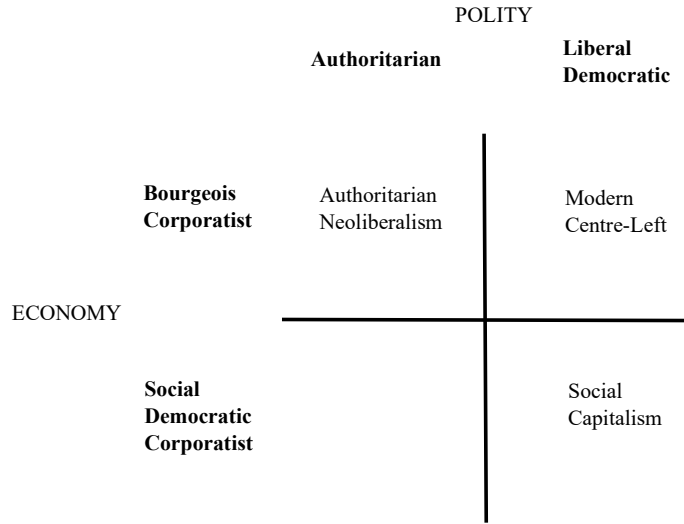 POLITY
Authoritarian
Liberal
Democratic
Bourgeois
Corporatist
Authoritarian
Neoliberalism
Modern
Centre-Left
ECONOMY
Social
Democratic
Corporatist
Social
Capitalism